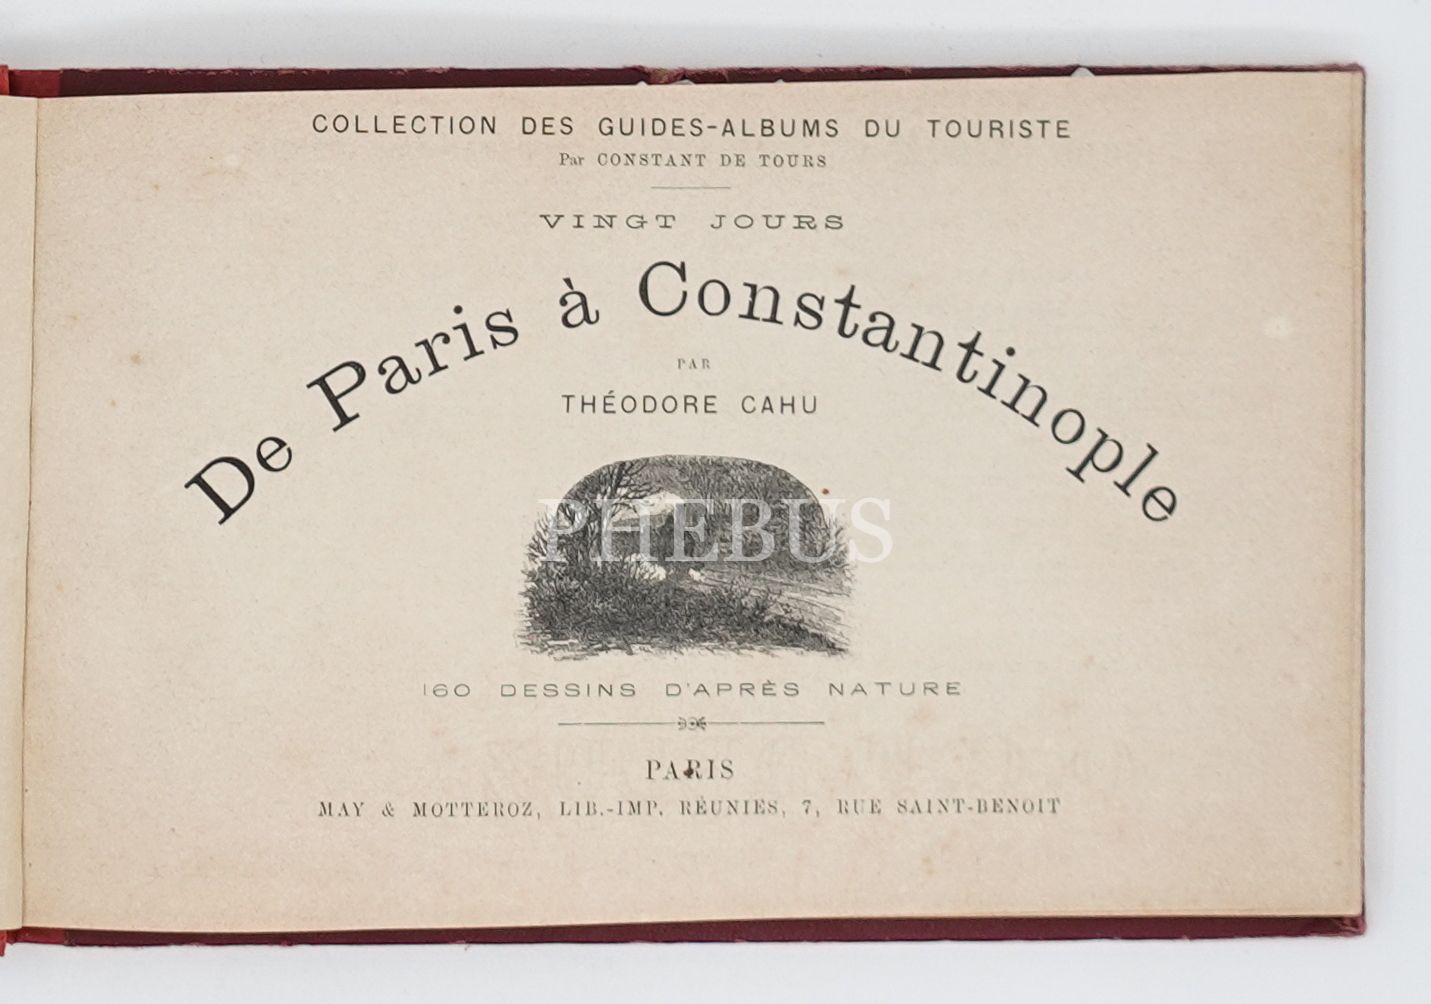 COLLECTION DES GUIDES-ALBUMS DU TOURISTE
Par CONSTANT DE TOURS
VINGT JOURS
De Paris à Constantinople
PAR
THÉODORE CAHU
PHEBUS
160 DESSINS D'APRÈS NATURE
PARIS
MAY & MOTTEROZ, LIB.-IMP. RÉUNIES, 7, RUE SAINT-BENOIT